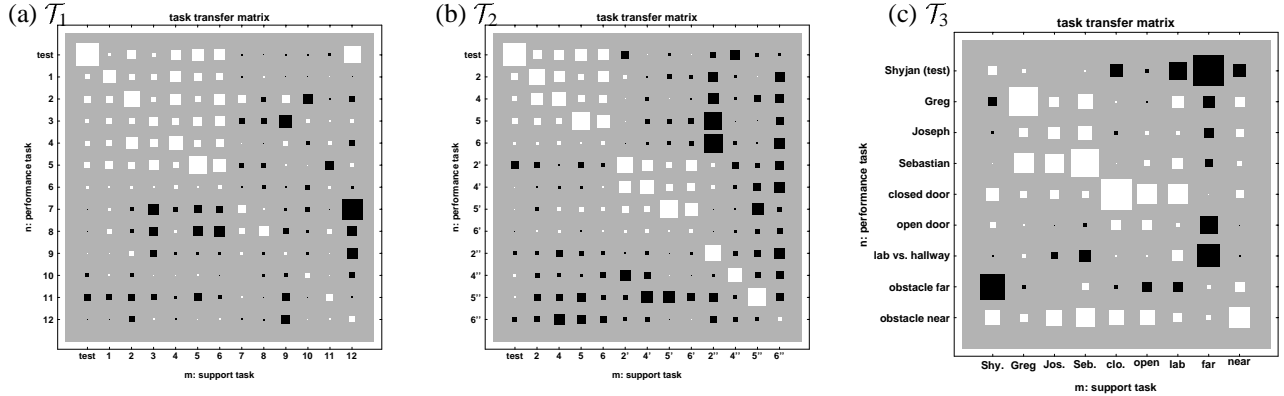 (a) T1
task transfer matrix
test
1
2
3
4
5
6
7
8
9
10
11
12
n: performance task
test 1 2 3 4 5 6 7 8 9 10 11 12
m: support task
(b) T2
task transfer matrix
test
2
4
5
6
2'
4'
5'
6'
2''
4''
5''
6''
n: performance task
test 2 4 5 6 2' 4' 5' 6' 2'' 4'' 5'' 6''
m: support task
(c) T3
task transfer matrix
Shyjan (test)
Greg
Joseph
Sebastian
closed door
open door
lab vs. hallway
obstacle far
obstacle near
n: performance task
Shy. Greg Jos. Seb. clo. open lab far near
m: support task